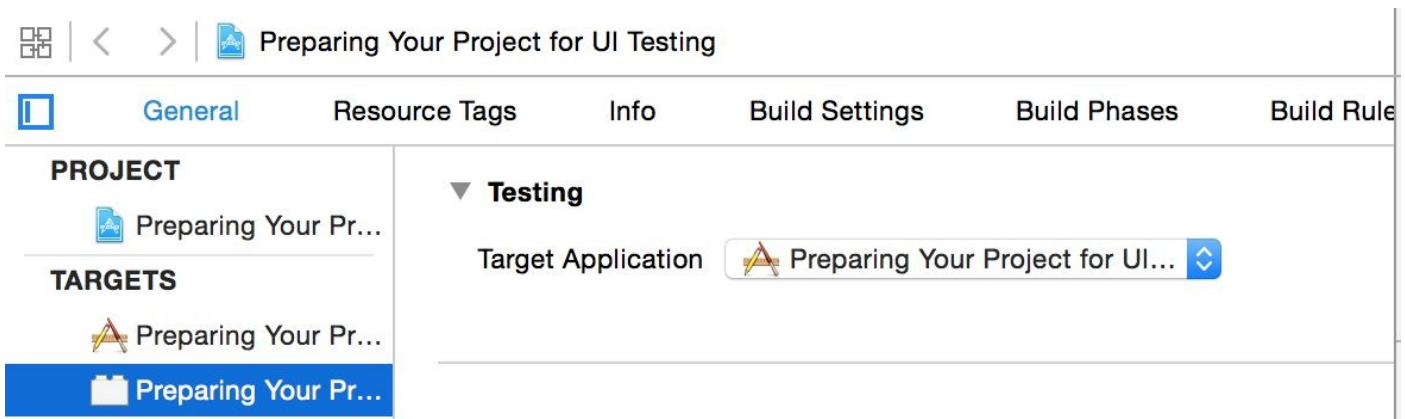 Preparing Your Project for UI Testing
General Resource Tags Info Build Settings Build Phases Build Rule
PROJECT
Preparing Your Pr...
TARGETS
Preparing Your Pr...
Preparing Your Pr...
Testing
Target Application Preparing Your Project for UI...